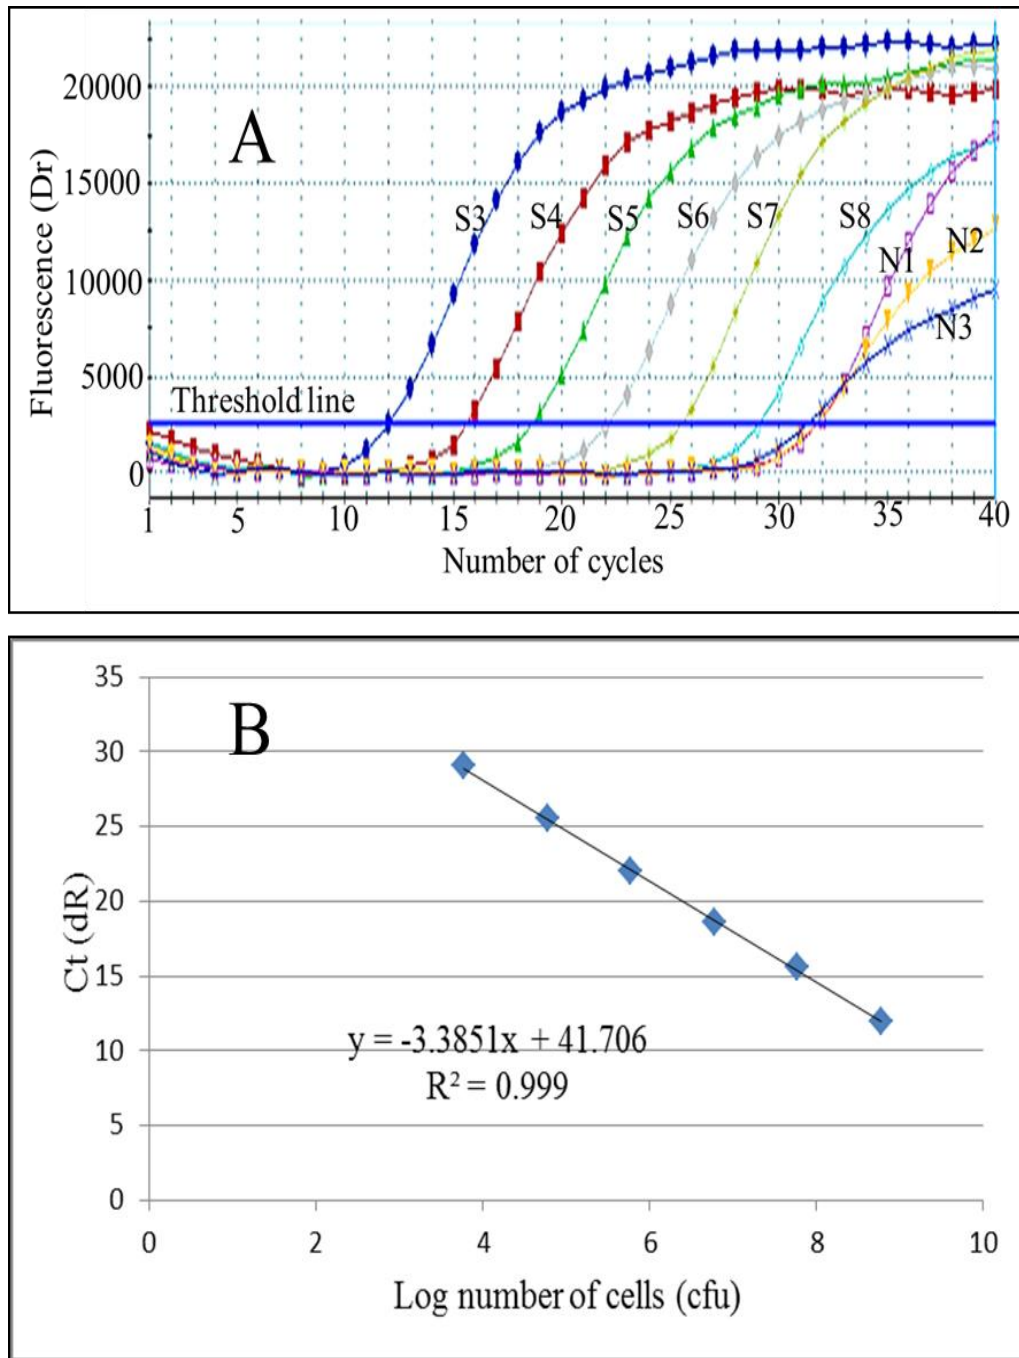 A
20000
15000
10000
5000
0
Fluorescence (Dr)
S3 S4 S5 S6 S7 S8 N1 N2 N3
Threshold line
1 5 10 15 20 25 30 35 40
Number of cycles
B
35
30
25
20
15
10
5
0
Ct (dR)
y = -3.3851x + 41.706
R² = 0.999
0 2 4 6 8 10
Log number of cells (cfu)